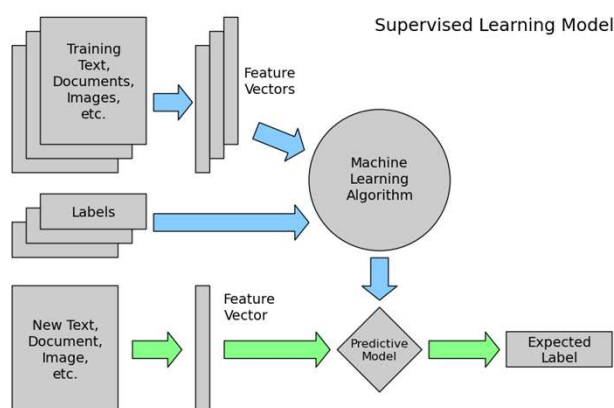 Supervised Learning Model
Training
Text,
Documents,
Images,
etc.
Feature
Vectors
Machine
Learning
Algorithm
Labels
New Text,
Document,
Image,
etc.
Feature
Vector
Predictive
Model
Expected
Label